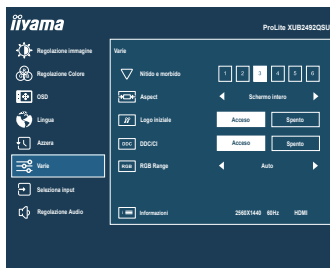 iiyama
ProLite XUB2492QSU
Regolazione immagine
Regolazione Colore
OSD
Lingua
Azzera
Varie
Seleziona input
Regolazione Audio
Varie
Nitido e morbido 1 2 3 4 5 6
Aspect Schermo intero
Logo iniziale Acceso Spento
DDC DDC/CI Acceso Spento
RGB RGB Range Auto
Informazioni 2560X1440 60Hz HDMI